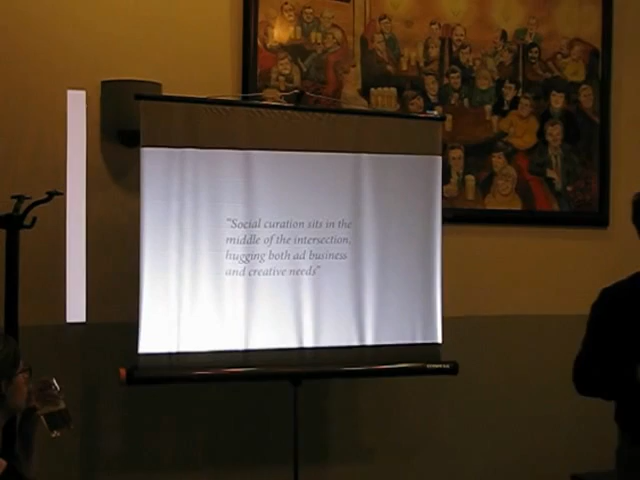 "Social curation sits in the
middle of the intersection,
hugging both ad business
and creative needs"